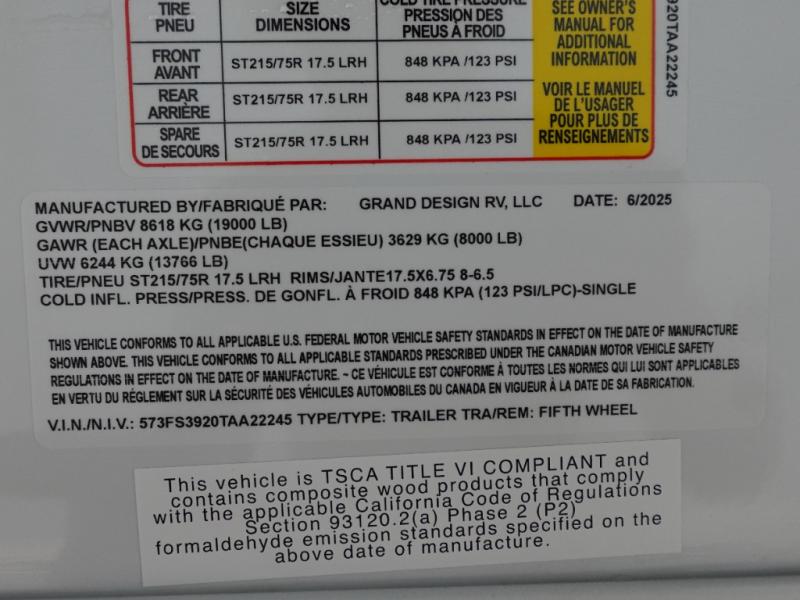 TIRE SIZE COLD TIRE PRESSURE SEE OWNER'S
PNEU DIMENSIONS PRESSION DES MANUAL FOR
PNEUS À FROID ADDITIONAL
INFORMATION
FRONT ST215/75R 17.5 LRH 848 KPA /123 PSI
AVANT
REAR ST215/75R 17.5 LRH 848 KPA /123 PSI VOIR LE MANUEL
ARRIÈRE DE L'USAGER
SPARE ST215/75R 17.5 LRH 848 KPA /123 PSI POUR PLUS DE
DE SECOURS RENSEIGNEMENTS
920TAA22245
MANUFACTURED BY/FABRIQUÉ PAR: GRAND DESIGN RV, LLC DATE: 6/2025
GVWR/PNBV 8618 KG (19000 LB)
GAWR (EACH AXLE)/PNBE(CHAQUE ESSIEU) 3629 KG (8000 LB)
UVW 6244 KG (13766 LB)
TIRE/PNEU ST215/75R 17.5 LRH RIMS/JANTE17.5X6.75 8-6.5
COLD INFL. PRESS/PRESS. DE GONFL. À FROID 848 KPA (123 PSI/LPC)-SINGLE
THIS VEHICLE CONFORMS TO ALL APPLICABLE U.S. FEDERAL MOTOR VEHICLE SAFETY STANDARDS IN EFFECT ON THE DATE OF MANUFACTURE
SHOWN ABOVE. THIS VEHICLE CONFORMS TO ALL APPLICABLE STANDARDS PRESCRIBED UNDER THE CANADIAN MOTOR VEHICLE SAFETY
REGULATIONS IN EFFECT ON THE DATE OF MANUFACTURE. ~ CE VÉHICULE EST CONFORME À TOUTES LES NORMES QUI LUI SONT APPLICABLES
EN VERTU DU RÉGLEMENT SUR LA SÉCURITÉ DES VÉHICULES AUTOMOBILES DU CANADA EN VIGUEUR À LA DATE DE SA FABRICATION.
V.I.N./N.I.V.: 573FS3920TAA22245 TYPE/TYPE: TRAILER TRA/REM: FIFTH WHEEL
This vehicle is TSCA TITLE VI COMPLIANT and
contains composite wood products that comply
with the applicable California Code of Regulations
Section 93120.2(a) Phase 2 (P2)
formaldehyde emission standards specified on the
above date of manufacture.